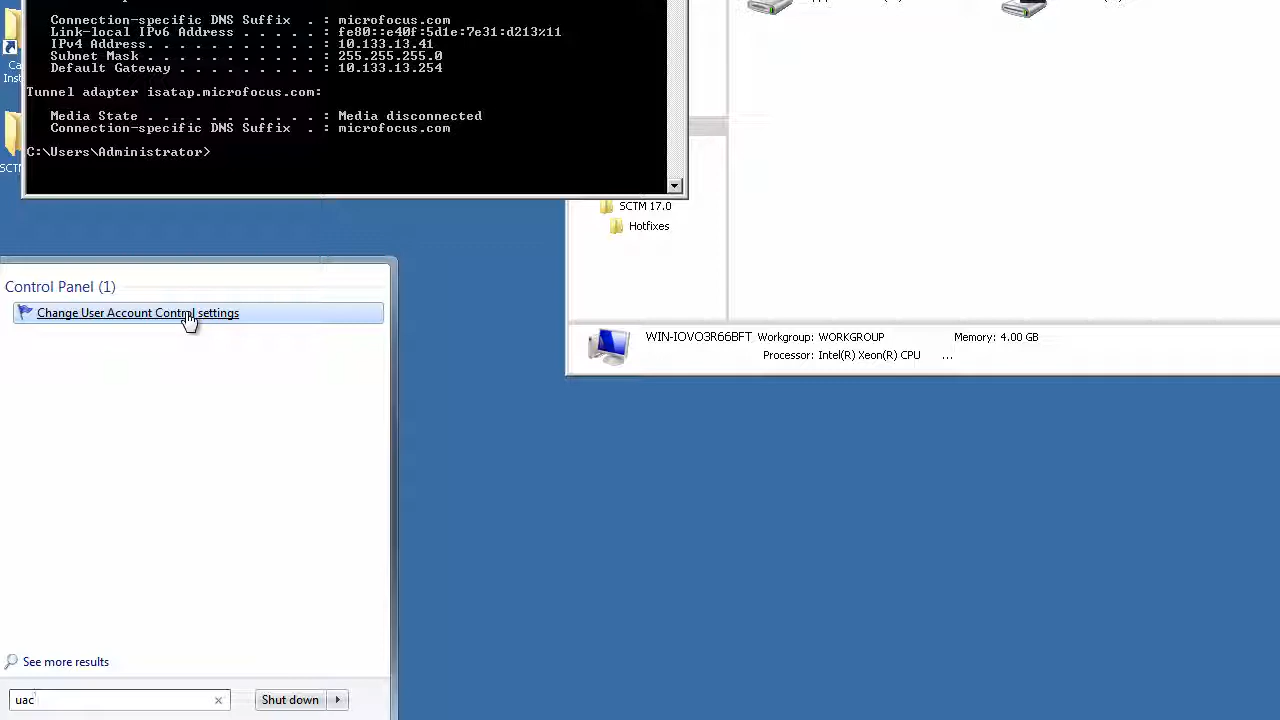 Connection-specific DNS Suffix  . : microfocus.com
Link-local IPv6 Address . . . . . : fe80::e40f:5d1e:7e31:d213%11
IPv4 Address. . . . . . . . . . . : 10.133.13.41
Subnet Mask . . . . . . . . . . . : 255.255.255.0
Default Gateway . . . . . . . . . : 10.133.13.254
Tunnel adapter isatap.microfocus.com:
Media State . . . . . . . . . . . : Media disconnected
Connection-specific DNS Suffix  . : microfocus.com
C:\Users\Administrator>
Ca
Inst
SCTM
SCTM 17.0
Hotfixes
WIN-IOVO3R66BFT Workgroup: WORKGROUP Memory: 4.00 GB
Processor: Intel(R) Xeon(R) CPU ...
Control Panel (1)
Change User Account Control settings
See more results
uac
Shut down